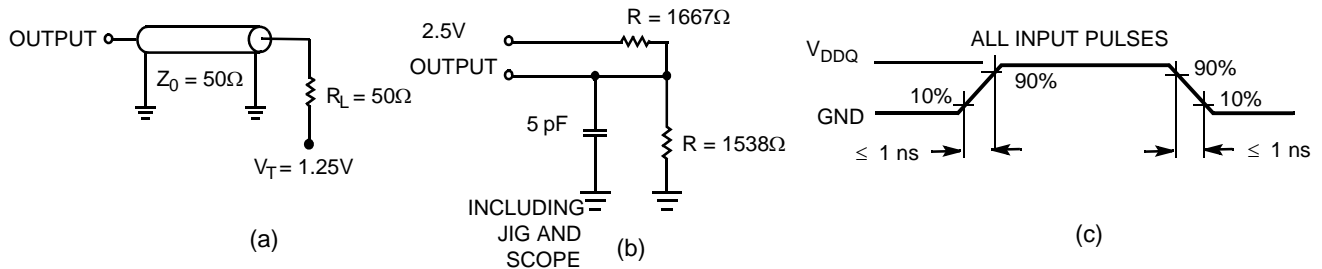 OUTPUT
Z0 = 50Ω
RL = 50Ω
VT = 1.25V
(a)
R = 1667Ω
2.5V
OUTPUT
5 pF
R = 1538Ω
INCLUDING
JIG AND
SCOPE
(b)
ALL INPUT PULSES
VDDQ
GND
10%
90%
90%
10%
≤ 1 ns
≤ 1 ns
(c)